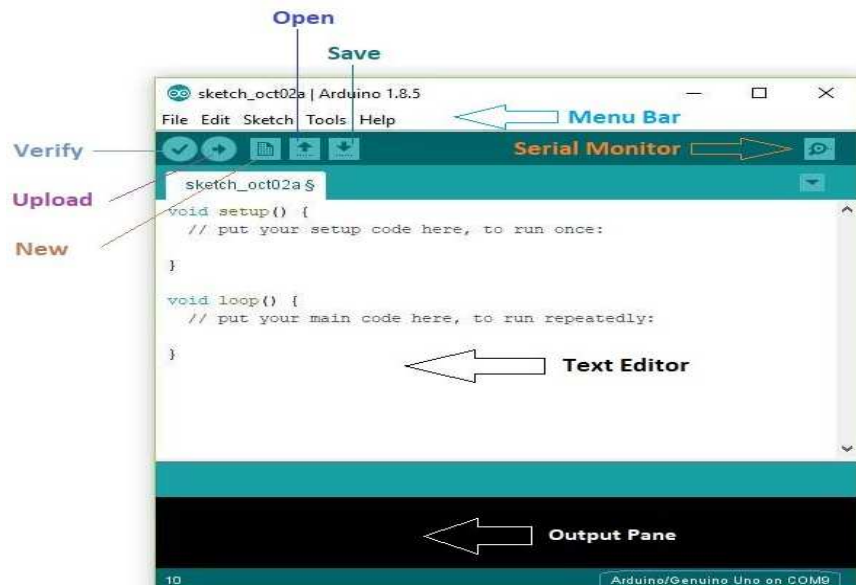 Open
Save
sketch_oct02a | Arduino 1.8.5
File Edit Sketch Tools Help
Menu Bar
Verify
Serial Monitor
Upload
sketch_oct02a §
New
void setup() {
// put your setup code here, to run once:
}
void loop() {
// put your main code here, to run repeatedly:
}
Text Editor
Output Pane
10
Arduino/Genuino Uno on COM9